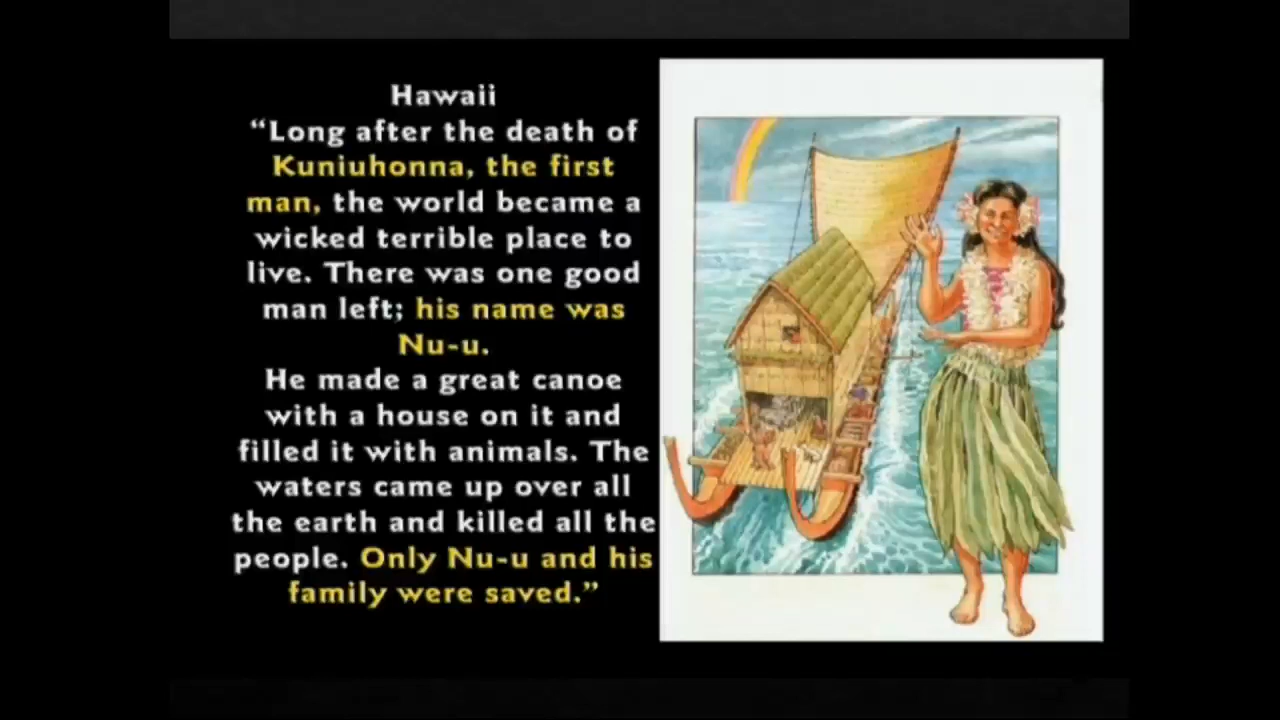 Hawaii
“Long after the death of
Kuniuhonna, the first
man, the world became a
wicked terrible place to
live. There was one good
man left; his name was
Nu-u.
He made a great canoe
with a house on it and
filled it with animals. The
waters came up over all
the earth and killed all the
people. Only Nu-u and his
family were saved.”